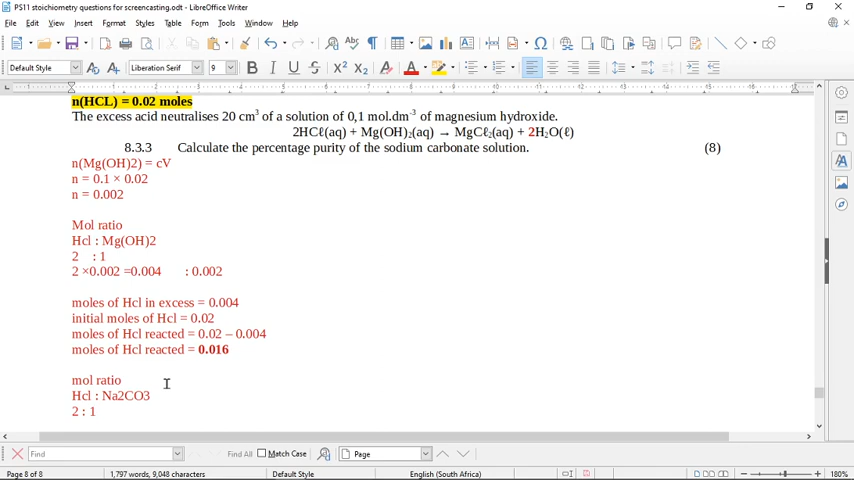 PS11 stoichiometry questions for screencasting.odt - LibreOffice Writer
File Edit View Insert Format Styles Table Form Tools Window Help
Default Style Liberation Serif 9
n(HCL) = 0.02 moles
The excess acid neutralises 20 cm³ of a solution of 0,1 mol.dm⁻³ of magnesium hydroxide.
2HCℓ(aq) + Mg(OH)₂(aq) → MgCℓ₂(aq) + 2H₂O(ℓ)
8.3.3 Calculate the percentage purity of the sodium carbonate solution. (8)
n(Mg(OH)2) = cV
n = 0.1 × 0.02
n = 0.002
Mol ratio
Hcl : Mg(OH)2
2 : 1
2 ×0.002 =0.004 : 0.002
moles of Hcl in excess = 0.004
initial moles of Hcl = 0.02
moles of Hcl reacted = 0.02 – 0.004
moles of Hcl reacted = 0.016
mol ratio
Hcl : Na2CO3
2 : 1
Find Find All Match Case Page
Page 8 of 8 1,797 words, 9,048 characters Default Style English (South Africa) 180%